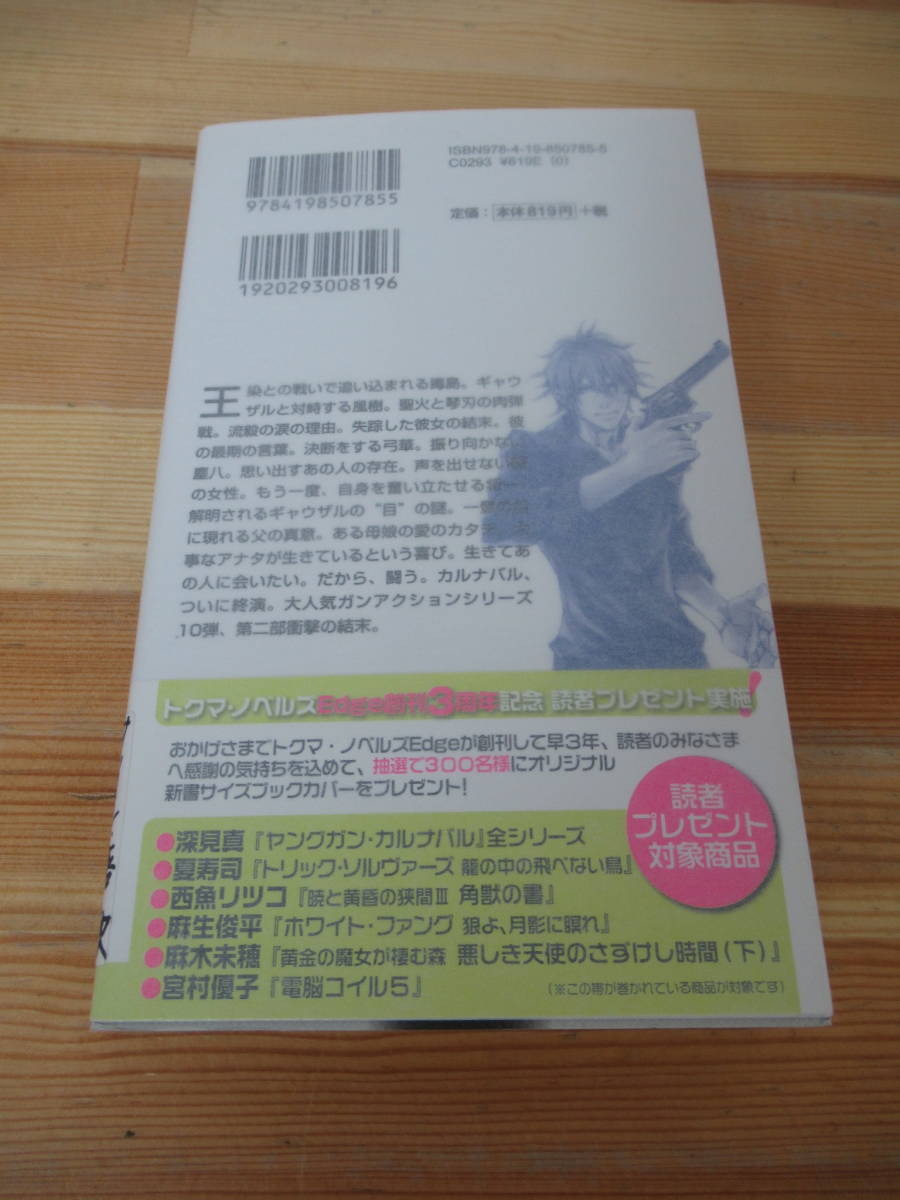 ISBN978-4-19-850785-5
C0293 ¥819E (0)
9784198507855
定価：本体819円＋税
1920293008196
王染との戦いで追い込まれる鶴島。ギャウ
ザルと対峙する風樹。聖火と琴刃の肉弾
戦。流毅の涙の理由。失踪した彼女の結末。彼
の最期の言葉。決断をする弓華。振り向かない
塵八。思い出すあの人の存在。声を出せない
の女性。もう一度、自身を奮い立たせる
解明されるギャウザルの“目”の謎。一
に現れる父の真意。ある母娘の愛のカタチ。
事なアナタが生きているという喜び。生きてあ
の人に会いたい。だから、闘う。カルナバル、
ついに終演。大人気ガンアクションシリーズ
10弾、第二部衝撃の結末。
トクマ・ノベルズEdge創刊3周年記念 読者プレゼント実施！
おかげさまでトクマ・ノベルズEdgeが創刊して早3年、読者のみなさま
へ感謝の気持ちを込めて、抽選で300名様にオリジナル
新書サイズブックカバーをプレゼント！
読者
プレゼント
対象商品
●深見真『ヤングガン・カルナバル』全シリーズ
●夏寿司『トリック・ソルヴァーズ 籠の中の飛べない鳥』
●西魚リツコ『暁と黄昏の狭間Ⅲ 角獣の書』
●麻生俊平『ホワイト・ファング 狼よ、月影に瞑れ』
●麻木未穂『黄金の魔女が棲む森 悪しき天使のさずけし時間（下）』
●宮村優子『電脳コイル5』
（※この帯が巻かれている商品が対象です）